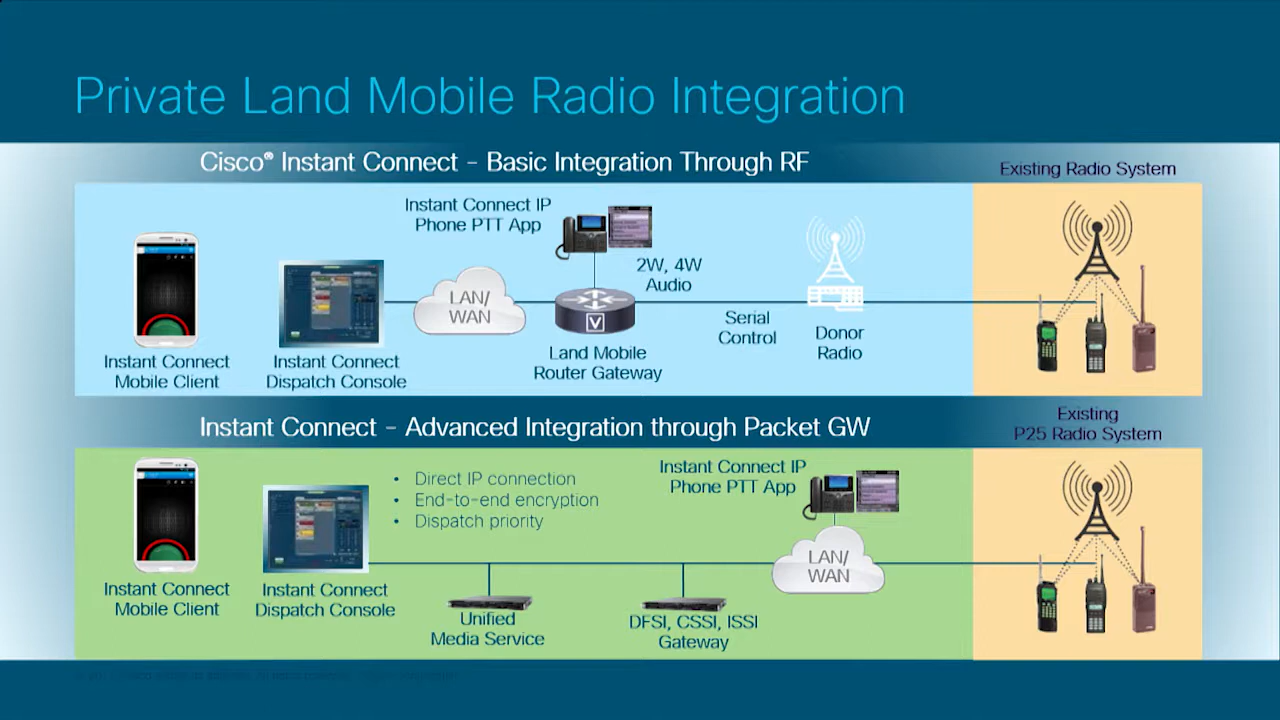 Private Land Mobile Radio Integration
Cisco® Instant Connect – Basic Integration Through RF
Existing Radio System
Instant Connect IP
Phone PTT App
2W, 4W
Audio
LAN/
WAN
Serial
Control
Donor
Radio
Instant Connect
Mobile Client
Instant Connect
Dispatch Console
V
Land Mobile
Router Gateway
Instant Connect – Advanced Integration through Packet GW
Existing
P25 Radio System
• Direct IP connection
• End-to-end encryption
• Dispatch priority
Instant Connect IP
Phone PTT App
LAN/
WAN
Instant Connect
Mobile Client
Instant Connect
Dispatch Console
Unified
Media Service
DFSI, CSSI, ISSI
Gateway